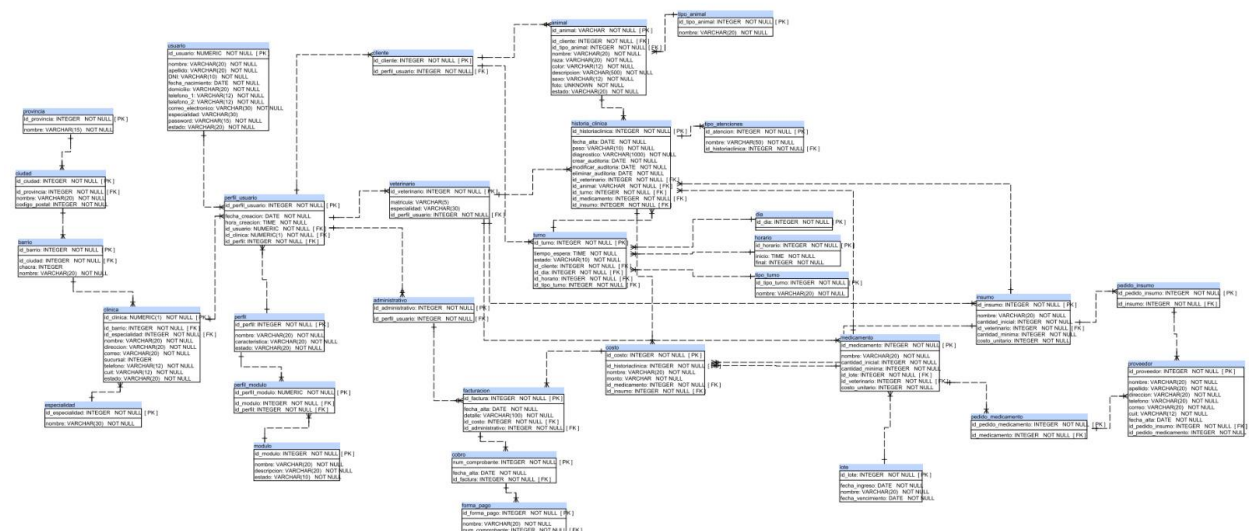 provincia
id_provincia: INTEGER NOT NULL [ PK ]
nombre: VARCHAR(15) NOT NULL
ciudad
id_ciudad: INTEGER NOT NULL [ PK ]
id_provincia: INTEGER NOT NULL [ FK ]
nombre: VARCHAR(20) NOT NULL
codigo_postal: INTEGER NOT NULL
barrio
id_barrio: INTEGER NOT NULL [ PK ]
id_ciudad: INTEGER NOT NULL [ FK ]
chacra: INTEGER
nombre: VARCHAR(20) NOT NULL
clinica
id_clinica: NUMERIC(1) NOT NULL [ PK ]
id_barrio: INTEGER NOT NULL [ FK ]
id_especialidad: INTEGER NOT NULL [ FK ]
nombre: VARCHAR(20) NOT NULL
direccion: VARCHAR(20) NOT NULL
correo: VARCHAR(20) NOT NULL
sucursal: INTEGER
telefono: VARCHAR(12) NOT NULL
cuit: VARCHAR(12) NOT NULL
estado: VARCHAR(20) NOT NULL
especialidad
id_especialidad: INTEGER NOT NULL [ PK ]
nombre: VARCHAR(30) NOT NULL
usuario
id_usuario: NUMERIC NOT NULL [ PK ]
nombre: VARCHAR(20) NOT NULL
apellido: VARCHAR(20) NOT NULL
DNI: VARCHAR(10) NOT NULL
fecha_nacimiento: DATE NOT NULL
domicilio: VARCHAR(20) NOT NULL
telefono_1: VARCHAR(12) NOT NULL
telefono_2: VARCHAR(12) NOT NULL
correo_electronico: VARCHAR(30) NOT NULL
especialidad: VARCHAR(30)
password: VARCHAR(15) NOT NULL
estado: VARCHAR(20) NOT NULL
perfil_usuario
id_perfil_usuario: INTEGER NOT NULL [ PK ]
fecha_creacion: DATE NOT NULL
hora_creacion: TIME NOT NULL
id_usuario: NUMERIC NOT NULL [ FK ]
id_clinica: NUMERIC(1) NOT NULL [ FK ]
id_perfil: INTEGER NOT NULL [ FK ]
perfil
id_perfil: INTEGER NOT NULL [ PK ]
nombre: VARCHAR(20) NOT NULL
caracteristica: VARCHAR(20) NOT NULL
estado: VARCHAR(20) NOT NULL
perfil_modulo
id_perfil_modulo: NUMERIC NOT NULL [ PK ]
id_modulo: INTEGER NOT NULL [ FK ]
id_perfil: INTEGER NOT NULL [ FK ]
modulo
id_modulo: INTEGER NOT NULL [ PK ]
nombre: VARCHAR(20) NOT NULL
descripcion: VARCHAR(20) NOT NULL
estado: VARCHAR(10) NOT NULL
cliente
id_cliente: INTEGER NOT NULL [ PK ]
id_perfil_usuario: INTEGER NOT NULL [ FK ]
veterinario
id_veterinario: INTEGER NOT NULL [ PK ]
matricula: VARCHAR(5)
especialidad: VARCHAR(30)
id_perfil_usuario: INTEGER NOT NULL [ FK ]
administrativo
id_administrativo: INTEGER NOT NULL [ PK ]
id_perfil_usuario: INTEGER NOT NULL [ FK ]
facturacion
id_factura: INTEGER NOT NULL [ PK ]
fecha_alta: DATE NOT NULL
detalle: VARCHAR(100) NOT NULL
id_costo: INTEGER NOT NULL [ FK ]
id_administrativo: INTEGER NOT NULL [ FK ]
cobro
num_comprobante: INTEGER NOT NULL [ PK ]
fecha_alta: DATE NOT NULL
id_factura: INTEGER NOT NULL [ FK ]
forma_pago
id_forma_pago: INTEGER NOT NULL [ PK ]
nombre: VARCHAR(20) NOT NULL
num_comprobante: INTEGER NOT NULL [ FK ]
animal
id_animal: VARCHAR NOT NULL [ PK ]
id_cliente: INTEGER NOT NULL [ FK ]
id_tipo_animal: INTEGER NOT NULL [ FK ]
nombre: VARCHAR(20) NOT NULL
raza: VARCHAR(20) NOT NULL
color: VARCHAR(12) NOT NULL
descripcion: VARCHAR(500) NOT NULL
sexo: VARCHAR(12) NOT NULL
foto: UNKNOWN NOT NULL
estado: VARCHAR(20) NOT NULL
tipo_animal
id_tipo_animal: INTEGER NOT NULL [ PK ]
nombre: VARCHAR(20) NOT NULL
historia_clinica
id_historiaclinica: INTEGER NOT NULL [ PK ]
fecha_alta: DATE NOT NULL
peso: VARCHAR(10) NOT NULL
diagnostico: VARCHAR(1000) NOT NULL
crear_auditoria: DATE NOT NULL
modificar_auditoria: DATE NOT NULL
eliminar_auditoria: DATE NOT NULL
id_veterinario: INTEGER NOT NULL [ FK ]
id_animal: VARCHAR NOT NULL [ FK ]
id_turno: INTEGER NOT NULL [ FK ]
id_medicamento: INTEGER NOT NULL [ FK ]
id_insumo: INTEGER NOT NULL [ FK ]
tipo_atenciones
id_atencion: INTEGER NOT NULL [ PK ]
nombre: VARCHAR(50) NOT NULL
id_historiaclinica: INTEGER NOT NULL [ FK ]
turno
id_turno: INTEGER NOT NULL [ PK ]
tiempo_espera: TIME NOT NULL
estado: VARCHAR(10) NOT NULL
id_cliente: INTEGER NOT NULL [ FK ]
id_dia: INTEGER NOT NULL [ FK ]
id_horario: INTEGER NOT NULL [ FK ]
id_tipo_turno: INTEGER NOT NULL [ FK ]
dia
id_dia: INTEGER NOT NULL [ PK ]
horario
id_horario: INTEGER NOT NULL [ PK ]
inicio: TIME NOT NULL
final: INTEGER NOT NULL
tipo_turno
id_tipo_turno: INTEGER NOT NULL [ PK ]
nombre: VARCHAR(20) NOT NULL
costo
id_costo: INTEGER NOT NULL [ PK ]
id_historiaclinica: INTEGER NOT NULL [ FK ]
nombre: VARCHAR(20) NOT NULL
monto: VARCHAR NOT NULL
id_medicamento: INTEGER NOT NULL [ FK ]
id_insumo: INTEGER NOT NULL [ FK ]
medicamento
id_medicamento: INTEGER NOT NULL [ PK ]
nombre: VARCHAR(20) NOT NULL
cantidad_inicial: INTEGER NOT NULL
cantidad_minima: INTEGER NOT NULL
id_lote: INTEGER NOT NULL [ FK ]
id_veterinario: INTEGER NOT NULL [ FK ]
costo_unitario: INTEGER NOT NULL
lote
id_lote: INTEGER NOT NULL [ PK ]
fecha_ingreso: DATE NOT NULL
nombre: VARCHAR(20) NOT NULL
fecha_vencimiento: DATE NOT NULL
insumo
id_insumo: INTEGER NOT NULL [ PK ]
nombre: VARCHAR(20) NOT NULL
cantidad_inicial: INTEGER NOT NULL
id_veterinario: INTEGER NOT NULL [ FK ]
cantidad_minima: INTEGER NOT NULL
costo_unitario: INTEGER NOT NULL
pedido_insumo
id_pedido_insumo: INTEGER NOT NULL [ PK ]
id_insumo: INTEGER NOT NULL [ FK ]
pedido_medicamento
id_pedido_medicamento: INTEGER NOT NULL [ PK ]
id_medicamento: INTEGER NOT NULL [ FK ]
proveedor
id_proveedor: INTEGER NOT NULL [ PK ]
nombre: VARCHAR(20) NOT NULL
apellido: VARCHAR(20) NOT NULL
direccion: VARCHAR(20) NOT NULL
telefono: VARCHAR(20) NOT NULL
correo: VARCHAR(20) NOT NULL
cuit: VARCHAR(12) NOT NULL
fecha_alta: DATE NOT NULL
id_pedido_insumo: INTEGER NOT NULL [ FK ]
id_pedido_medicamento: INTEGER NOT NULL [ FK ]